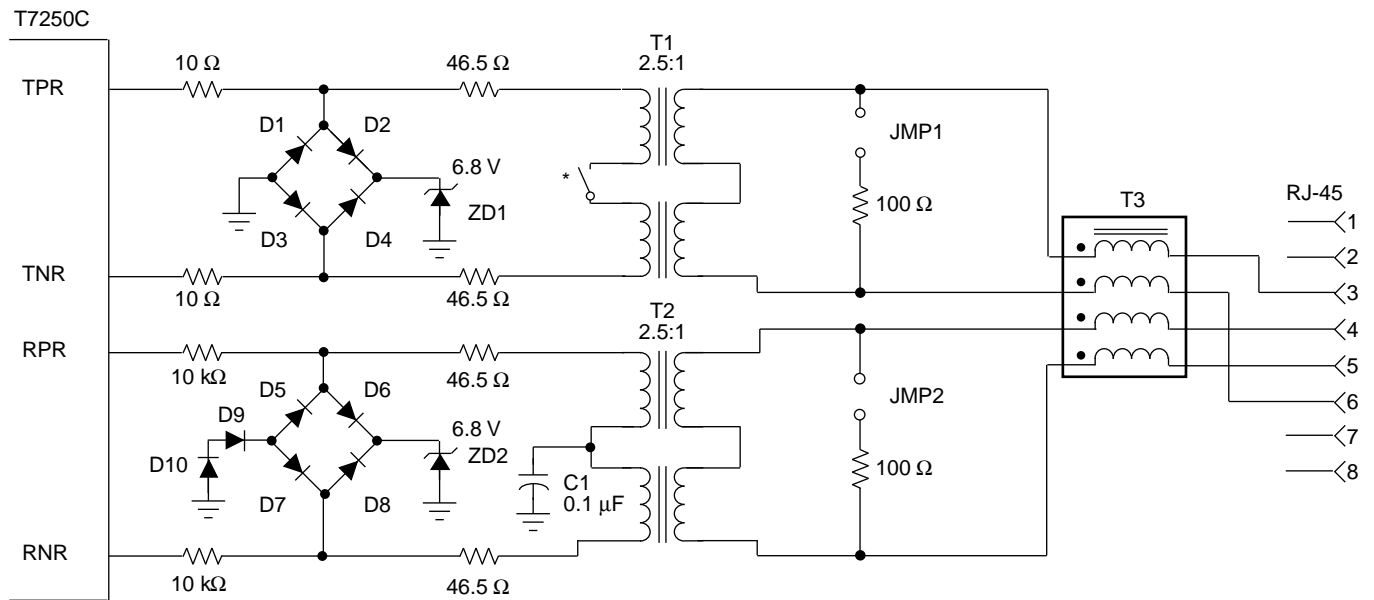 T7250C
T1
2.5:1
10 Ω
46.5 Ω
TPR
D1
D2
JMP1
6.8 V
*
ZD1
100 Ω
T3
RJ-45
1
D3
D4
2
TNR
10 Ω
46.5 Ω
3
T2
2.5:1
4
RPR
5
10 kΩ
46.5 Ω
D5
D6
JMP2
6
D9
6.8 V
7
ZD2
D10
100 Ω
8
C1
0.1 µF
D7
D8
RNR
10 kΩ
46.5 Ω